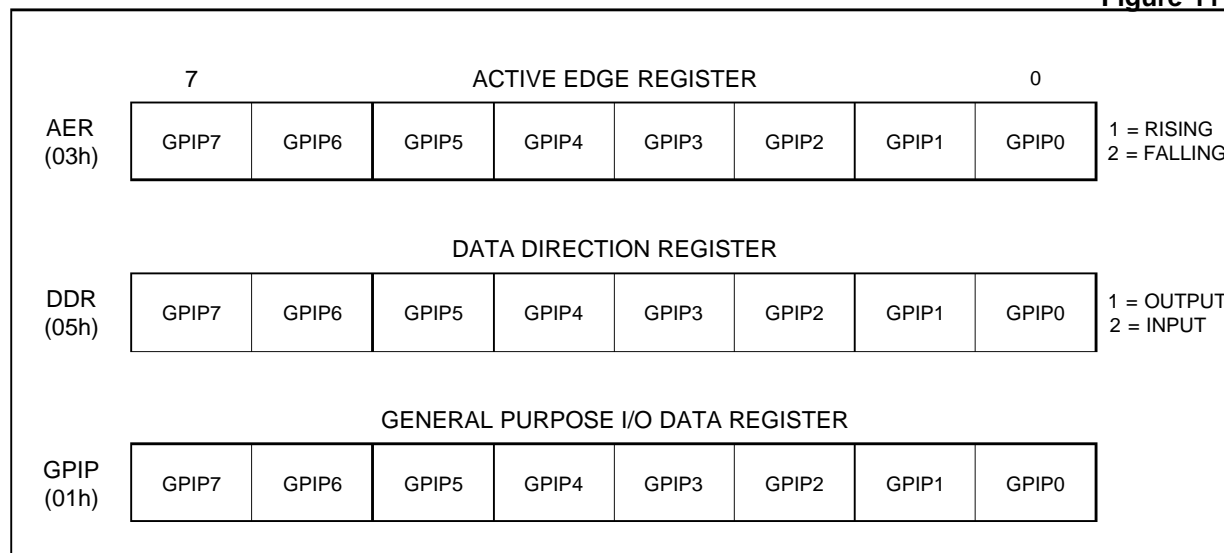 7 ACTIVE EDGE REGISTER 0
AER
(03h)
GPIP7 GPIP6 GPIP5 GPIP4 GPIP3 GPIP2 GPIP1 GPIP0
1 = RISING
2 = FALLING
DATA DIRECTION REGISTER
DDR
(05h)
GPIP7 GPIP6 GPIP5 GPIP4 GPIP3 GPIP2 GPIP1 GPIP0
1 = OUTPUT
2 = INPUT
GENERAL PURPOSE I/O DATA REGISTER
GPIP
(01h)
GPIP7 GPIP6 GPIP5 GPIP4 GPIP3 GPIP2 GPIP1 GPIP0